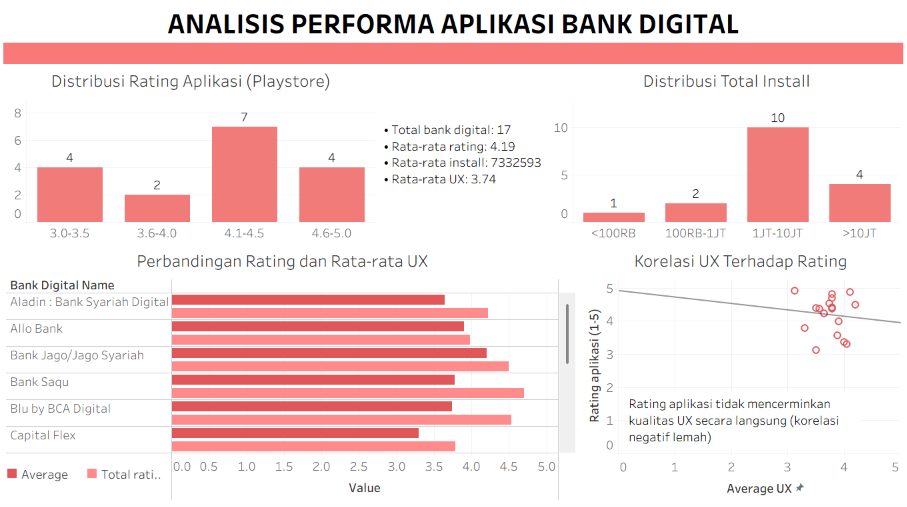 ANALISIS PERFORMA APLIKASI BANK DIGITAL
Distribusi Rating Aplikasi (Playstore)
8
6
4
2
0
4
2
7
4
3.0-3.5
3.6-4.0
4.1-4.5
4.6-5.0
• Total bank digital: 17
• Rata-rata rating: 4.19
• Rata-rata install: 7332593
• Rata-rata UX: 3.74
Distribusi Total Install
10
5
0
1
2
10
4
<100RB
100RB-1JT
1JT-10JT
>10JT
Perbandingan Rating dan Rata-rata UX
Bank Digital Name
Aladin : Bank Syariah Digital
Allo Bank
Bank Jago/Jago Syariah
Bank Saqu
Blu by BCA Digital
Capital Flex
0.0 0.5 1.0 1.5 2.0 2.5 3.0 3.5 4.0 4.5 5.0
Value
Average
Total rati..
Korelasi UX Terhadap Rating
Rating aplikasi (1-5)
5
4
3
2
1
0
Rating aplikasi tidak mencerminkan
kualitas UX secara langsung (korelasi
negatif lemah)
0 1 2 3 4 5
Average UX